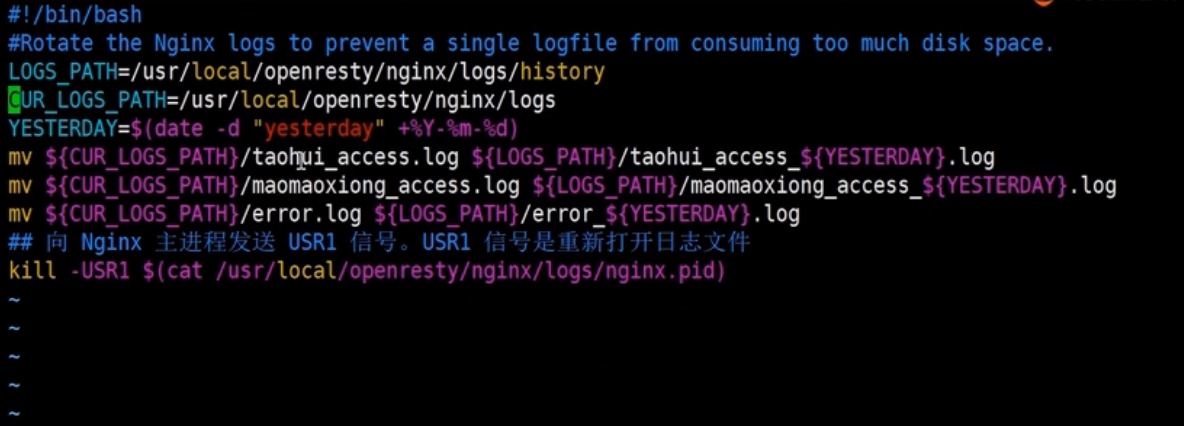 #!/bin/bash
#Rotate the Nginx logs to prevent a single logfile from consuming too much disk space.
LOGS_PATH=/usr/local/openresty/nginx/logs/history
CUR_LOGS_PATH=/usr/local/openresty/nginx/logs
YESTERDAY=$(date -d "yesterday" +%Y-%m-%d)
mv ${CUR_LOGS_PATH}/taohui_access.log ${LOGS_PATH}/taohui_access_${YESTERDAY}.log
mv ${CUR_LOGS_PATH}/maomaoxiong_access.log ${LOGS_PATH}/maomaoxiong_access_${YESTERDAY}.log
mv ${CUR_LOGS_PATH}/error.log ${LOGS_PATH}/error_${YESTERDAY}.log
## 向 Nginx 主进程发送 USR1 信号。USR1 信号是重新打开日志文件
kill -USR1 $(cat /usr/local/openresty/nginx/logs/nginx.pid)
~
~
~
~
~